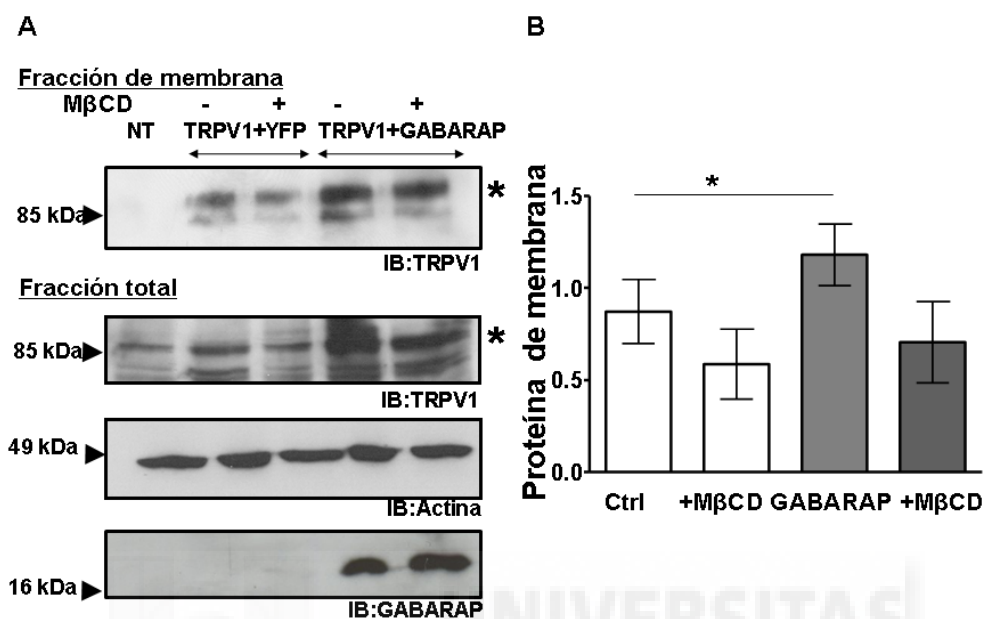 A
Fracción de membrana
MβCD - + - +
NT TRPV1+YFP TRPV1+GABARAP
*
85 kDa
IB:TRPV1
Fracción total
*
85 kDa
IB:TRPV1
49 kDa
IB:Actina
16 kDa
IB:GABARAP
B
Proteína de membrana
1.5
1.0
0.5
0.0
*
Ctrl +MβCD GABARAP +MβCD
UNIVERSITAS